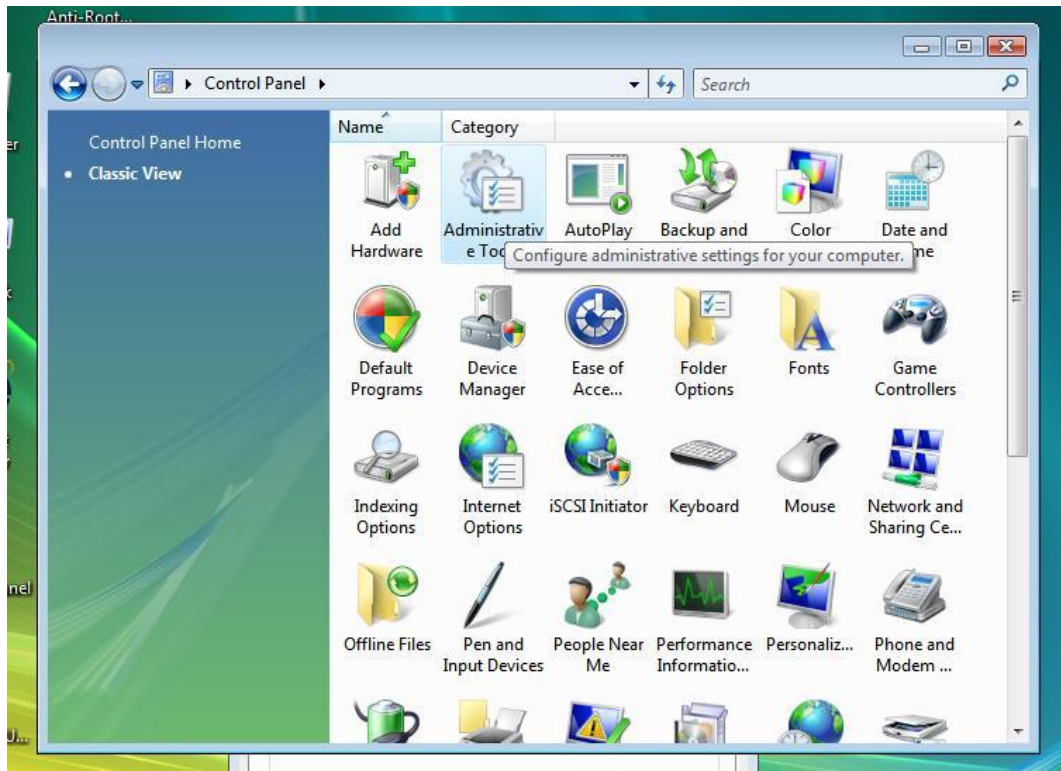 Anti-Root...
Control Panel
Search
Control Panel Home
Classic View
Name Category
Add
Hardware
Administrativ
e Too
AutoPlay
Backup and
Color
Date and
me
Configure administrative settings for your computer.
Default
Programs
Device
Manager
Ease of
Acce...
Folder
Options
Fonts
Game
Controllers
Indexing
Options
Internet
Options
iSCSI Initiator
Keyboard
Mouse
Network and
Sharing Ce...
Offline Files
Pen and
Input Devices
People Near
Me
Performance
Informatio...
Personaliz...
Phone and
Modem ...
er
k
nel
U...